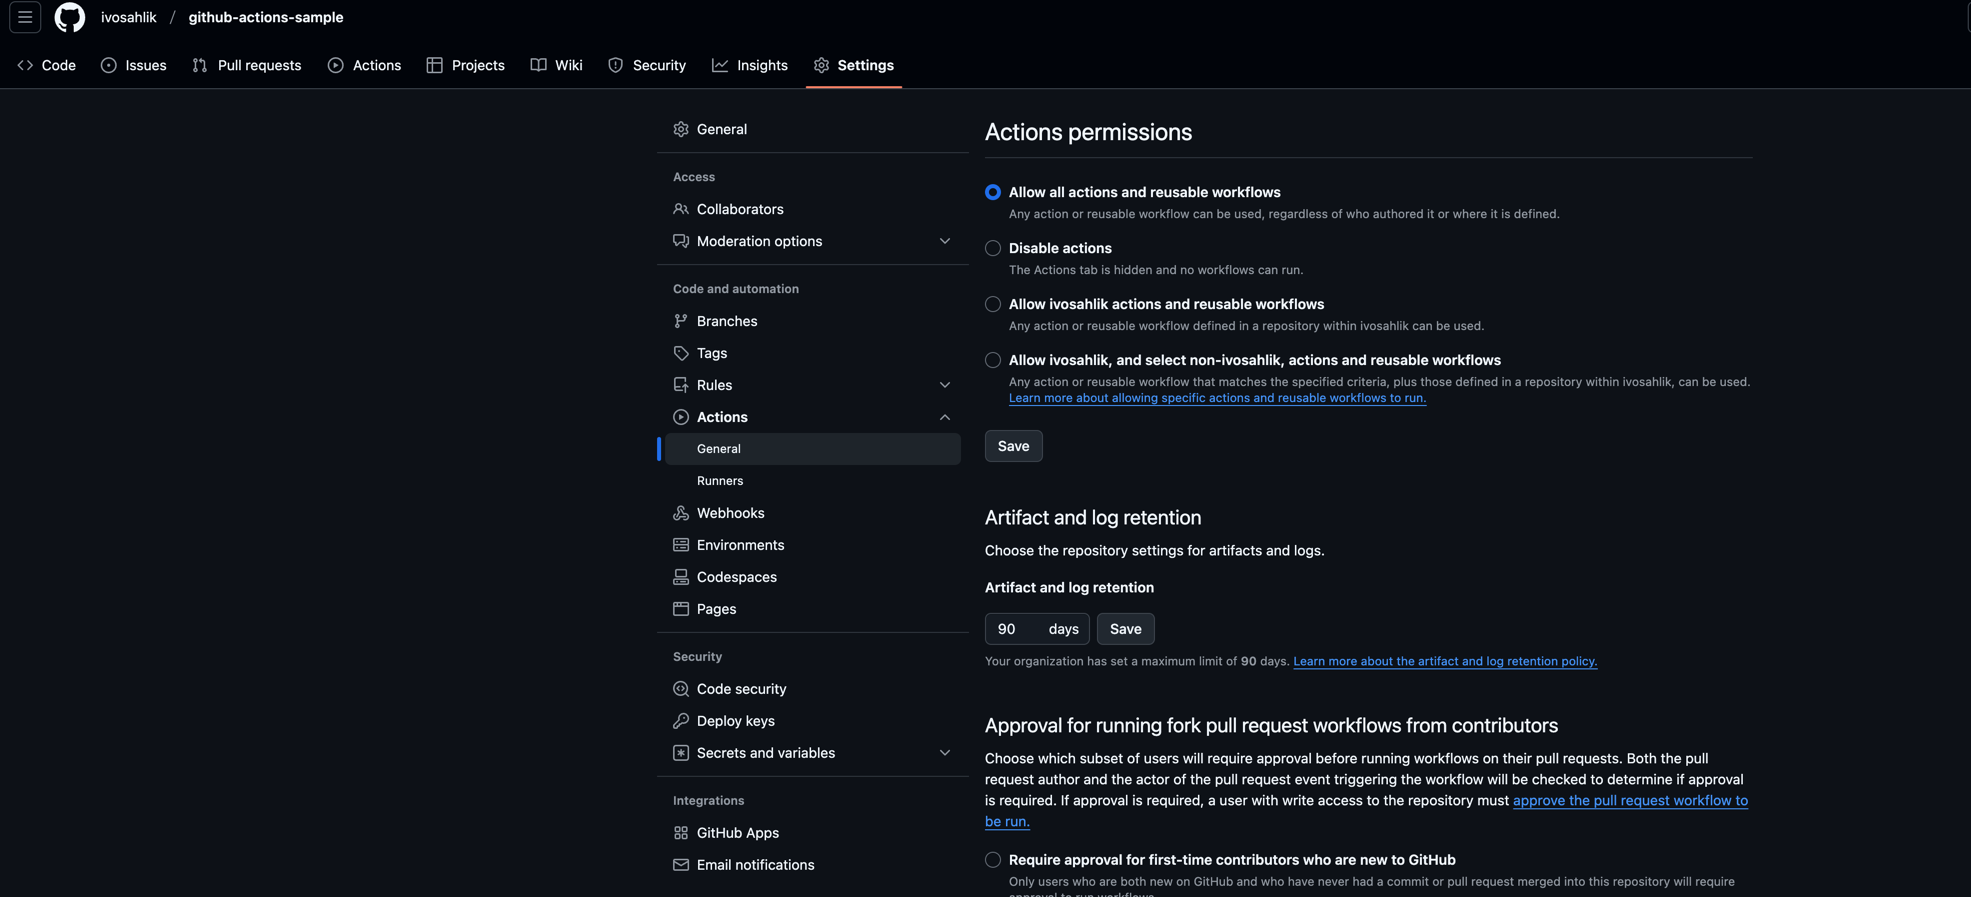 ivosahlik / github-actions-sample
Code Issues Pull requests Actions Projects Wiki Security Insights Settings
General
Access
Collaborators
Moderation options
Code and automation
Branches
Tags
Rules
Actions
General
Runners
Webhooks
Environments
Codespaces
Pages
Security
Code security
Deploy keys
Secrets and variables
Integrations
GitHub Apps
Email notifications
Actions permissions
Allow all actions and reusable workflows
Any action or reusable workflow can be used, regardless of who authored it or where it is defined.
Disable actions
The Actions tab is hidden and no workflows can run.
Allow ivosahlik actions and reusable workflows
Any action or reusable workflow defined in a repository within ivosahlik can be used.
Allow ivosahlik, and select non-ivosahlik, actions and reusable workflows
Any action or reusable workflow that matches the specified criteria, plus those defined in a repository within ivosahlik, can be used.
Learn more about allowing specific actions and reusable workflows to run.
Save
Artifact and log retention
Choose the repository settings for artifacts and logs.
Artifact and log retention
90 days Save
Your organization has set a maximum limit of 90 days. Learn more about the artifact and log retention policy.
Approval for running fork pull request workflows from contributors
Choose which subset of users will require approval before running workflows on their pull requests. Both the pull
request author and the actor of the pull request event triggering the workflow will be checked to determine if approval
is required. If approval is required, a user with write access to the repository must approve the pull request workflow to
be run.
Require approval for first-time contributors who are new to GitHub
Only users who are both new on GitHub and who have never had a commit or pull request merged into this repository will require
approval to run workflows.